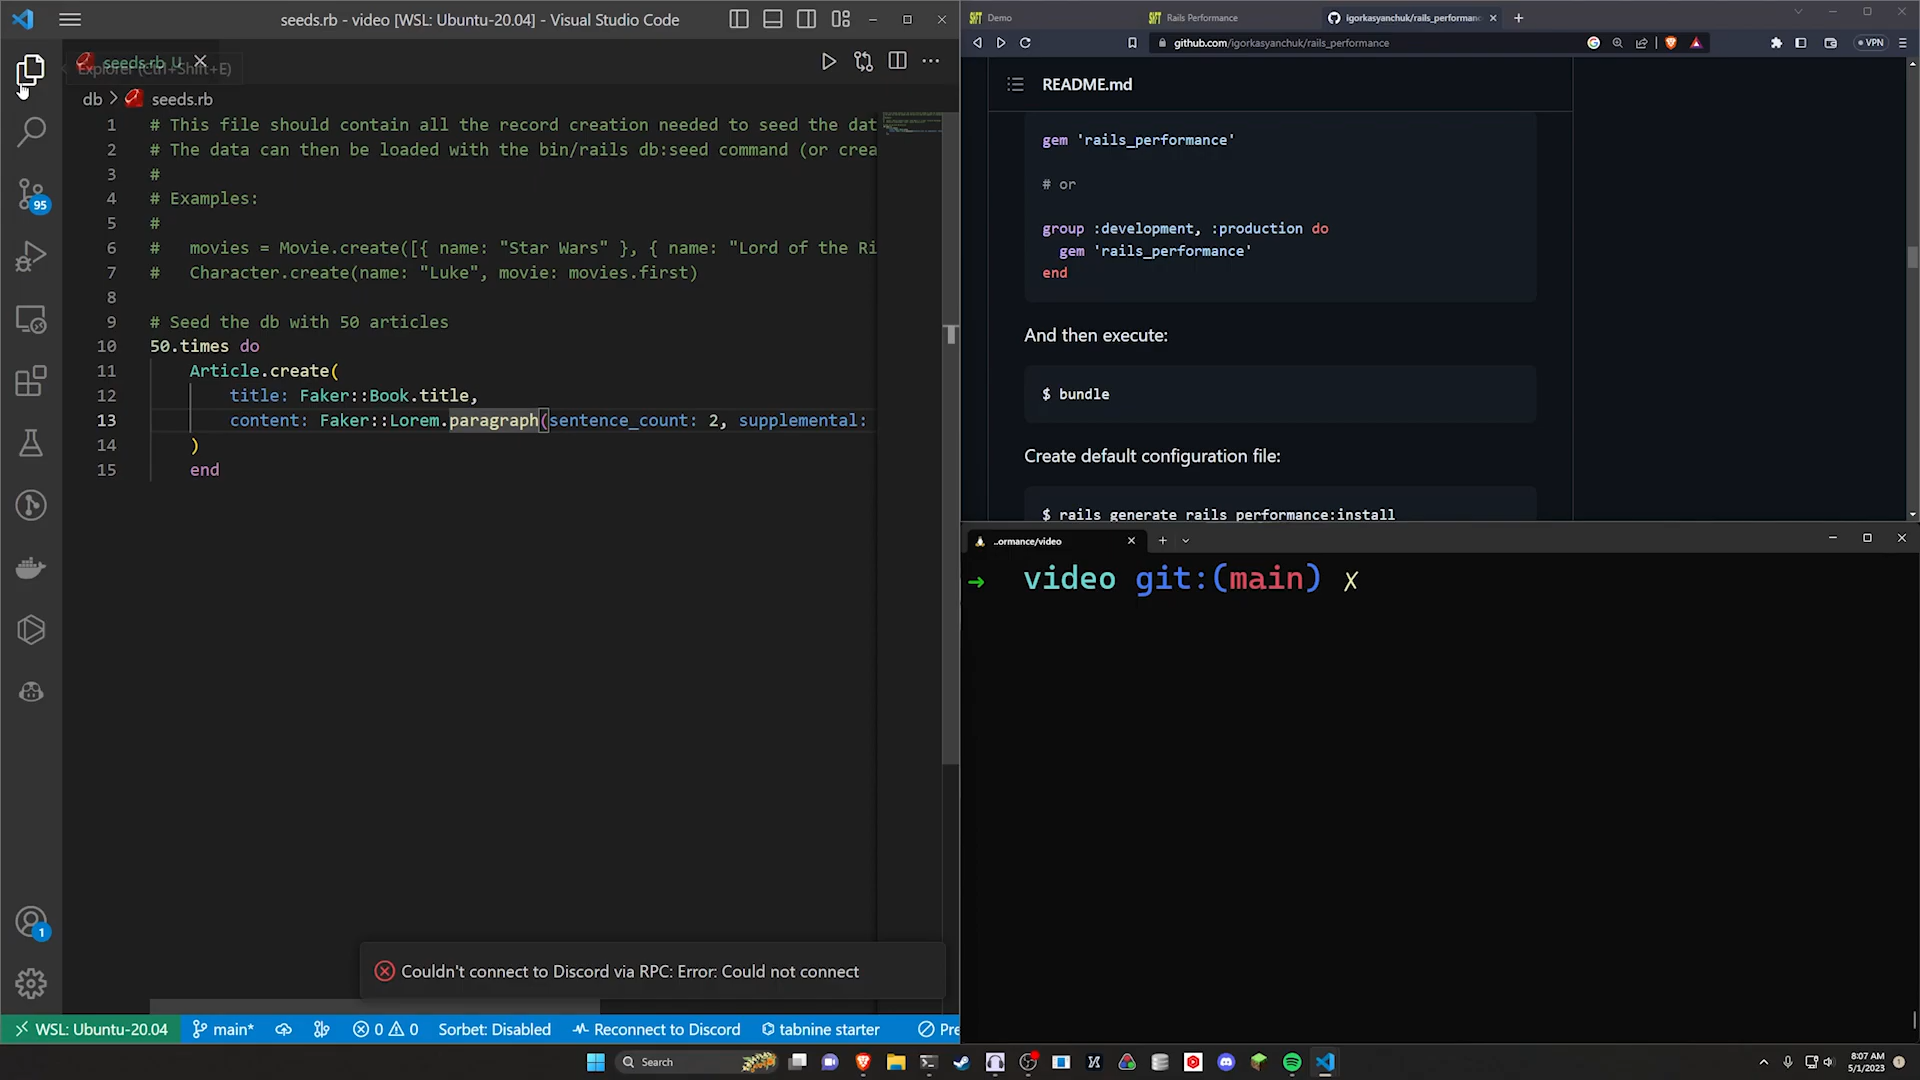 seeds.rb - video [WSL: Ubuntu-20.04] - Visual Studio Code
seeds.rb U
Explorer (Ctrl+Shift+E)
db > seeds.rb
1 # This file should contain all the record creation needed to seed the dat
2 # The data can then be loaded with the bin/rails db:seed command (or crea
3 #
4 # Examples:
5 #
6 #   movies = Movie.create([{ name: "Star Wars" }, { name: "Lord of the Ri
7 #   Character.create(name: "Luke", movie: movies.first)
8
9 # Seed the db with 50 articles
10 50.times do
11     Article.create(
12         title: Faker::Book.title,
13         content: Faker::Lorem.paragraph(sentence_count: 2, supplemental:
14     )
15     end
95
1
Couldn't connect to Discord via RPC: Error: Could not connect
WSL: Ubuntu-20.04 main* 0 0 Sorbet: Disabled Reconnect to Discord tabnine starter Pre
Demo
Rails Performance
igorkasyanchuk/rails_performanc
github.com/igorkasyanchuk/rails_performance
VPN
README.md
gem 'rails_performance'
# or
group :development, :production do
  gem 'rails_performance'
end
And then execute:
$ bundle
Create default configuration file:
$ rails generate rails_performance:install
..ormance/video
→ video git:(main) x
Search
8:07 AM
5/1/2023